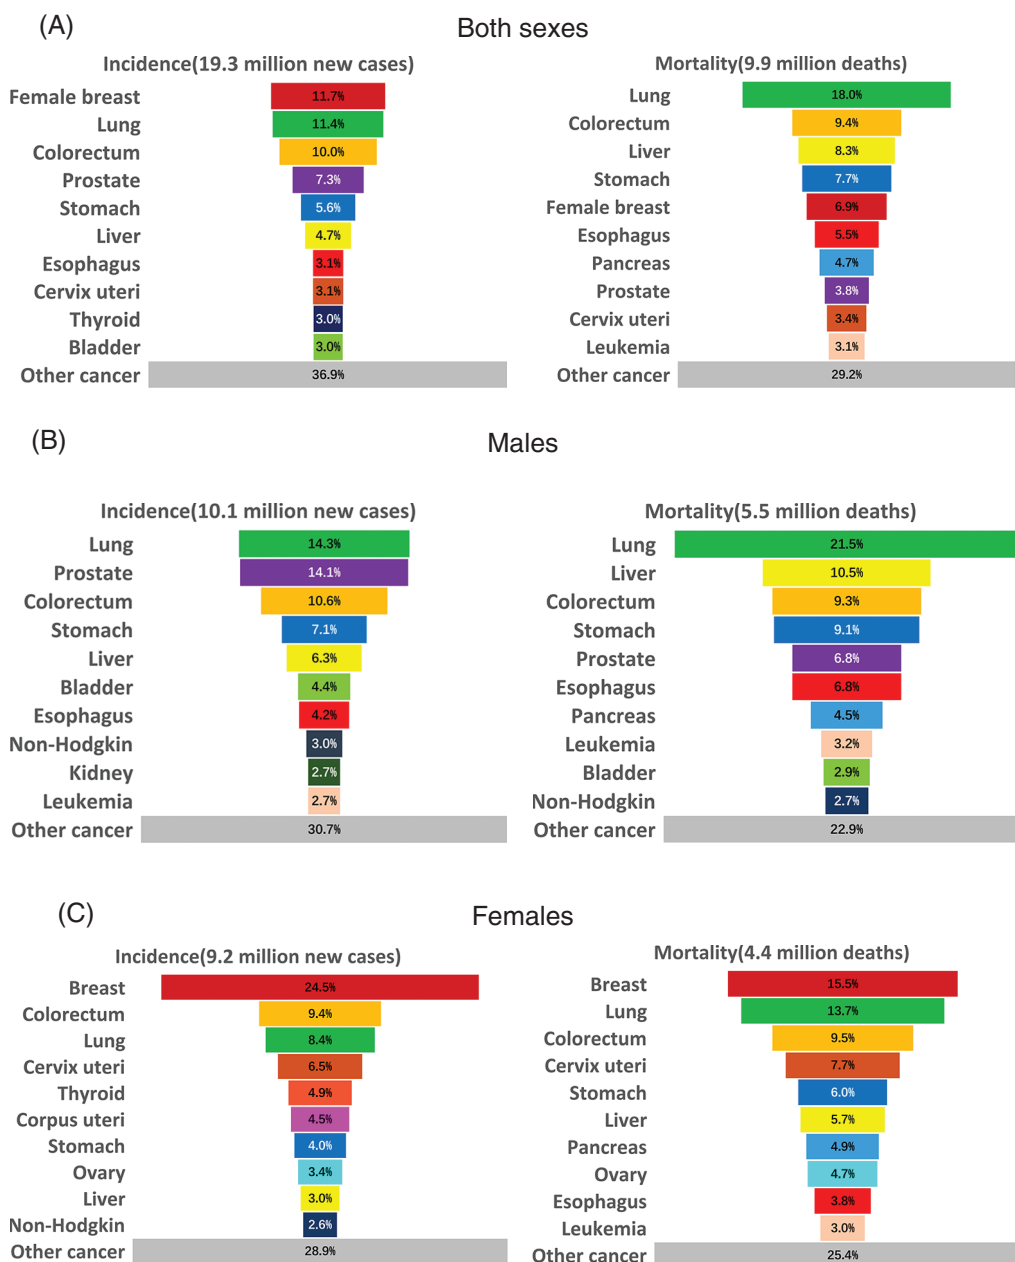 (A)
Both sexes
Incidence(19.3 million new cases)
Female breast 11.7%
Lung 11.4%
Colorectum 10.0%
Prostate 7.3%
Stomach 5.6%
Liver 4.7%
Esophagus 3.1%
Cervix uteri 3.1%
Thyroid 3.0%
Bladder 3.0%
Other cancer 36.9%
Mortality(9.9 million deaths)
Lung 18.0%
Colorectum 9.4%
Liver 8.3%
Stomach 7.7%
Female breast 6.9%
Esophagus 5.5%
Pancreas 4.7%
Prostate 3.8%
Cervix uteri 3.4%
Leukemia 3.1%
Other cancer 29.2%
(B)
Males
Incidence(10.1 million new cases)
Lung 14.3%
Prostate 14.1%
Colorectum 10.6%
Stomach 7.1%
Liver 6.3%
Bladder 4.4%
Esophagus 4.2%
Non-Hodgkin 3.0%
Kidney 2.7%
Leukemia 2.7%
Other cancer 30.7%
Mortality(5.5 million deaths)
Lung 21.5%
Liver 10.5%
Colorectum 9.3%
Stomach 9.1%
Prostate 6.8%
Esophagus 6.8%
Pancreas 4.5%
Leukemia 3.2%
Bladder 2.9%
Non-Hodgkin 2.7%
Other cancer 22.9%
(C)
Females
Incidence(9.2 million new cases)
Breast 24.5%
Colorectum 9.4%
Lung 8.4%
Cervix uteri 6.5%
Thyroid 4.9%
Corpus uteri 4.5%
Stomach 4.0%
Ovary 3.4%
Liver 3.0%
Non-Hodgkin 2.6%
Other cancer 28.9%
Mortality(4.4 million deaths)
Breast 15.5%
Lung 13.7%
Colorectum 9.5%
Cervix uteri 7.7%
Stomach 6.0%
Liver 5.7%
Pancreas 4.9%
Ovary 4.7%
Esophagus 3.8%
Leukemia 3.0%
Other cancer 25.4%